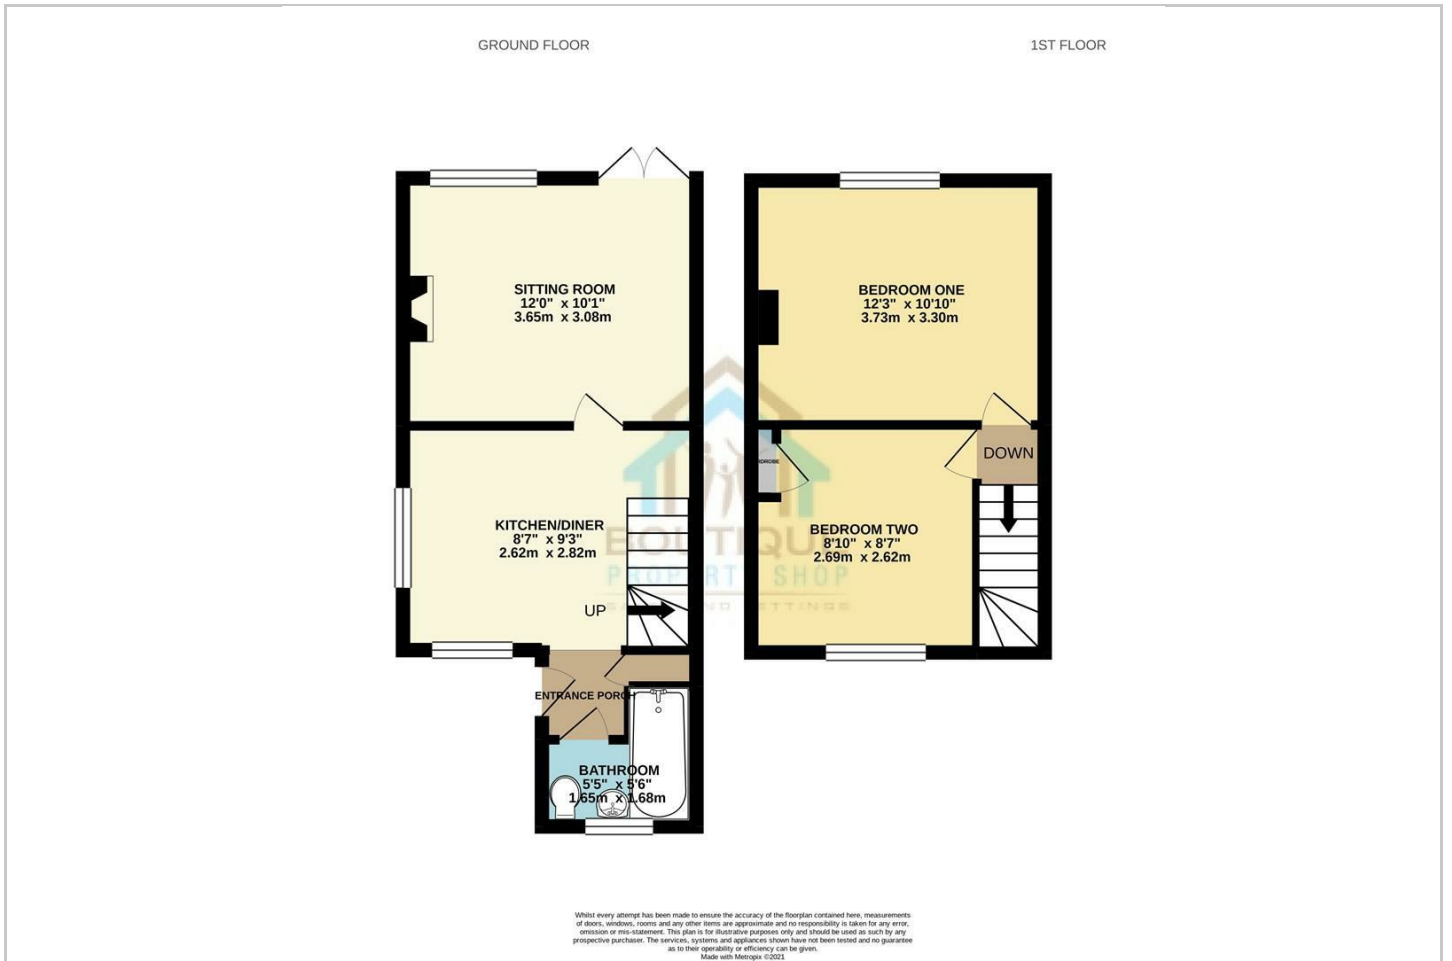 GROUND FLOOR
1ST FLOOR
SITTING ROOM
12'0" x 10'1"
3.65m x 3.08m
BEDROOM ONE
12'3" x 10'10"
3.73m x 3.30m
DOWN
KITCHEN/DINER
8'7" x 9'3"
2.62m x 2.82m
BEDROOM TWO
8'10" x 8'7"
2.69m x 2.62m
BOUTIQUE
PROPERTY SHOP
UP
ENTRANCE PORCH
BATHROOM
5'5" x 5'6"
1.65m x 1.68m
Whilst every attempt has been made to ensure the accuracy of the floorplan contained here, measurements
of doors, windows, rooms and any other items are approximate and no responsibility is taken for any error,
omission or mis-statement. This plan is for illustrative purposes only and should be used as such by any
prospective purchaser. The services, systems and appliances shown have not been tested and no guarantee
as to their operability or efficiency can be given.
Made with Metropix ©2021